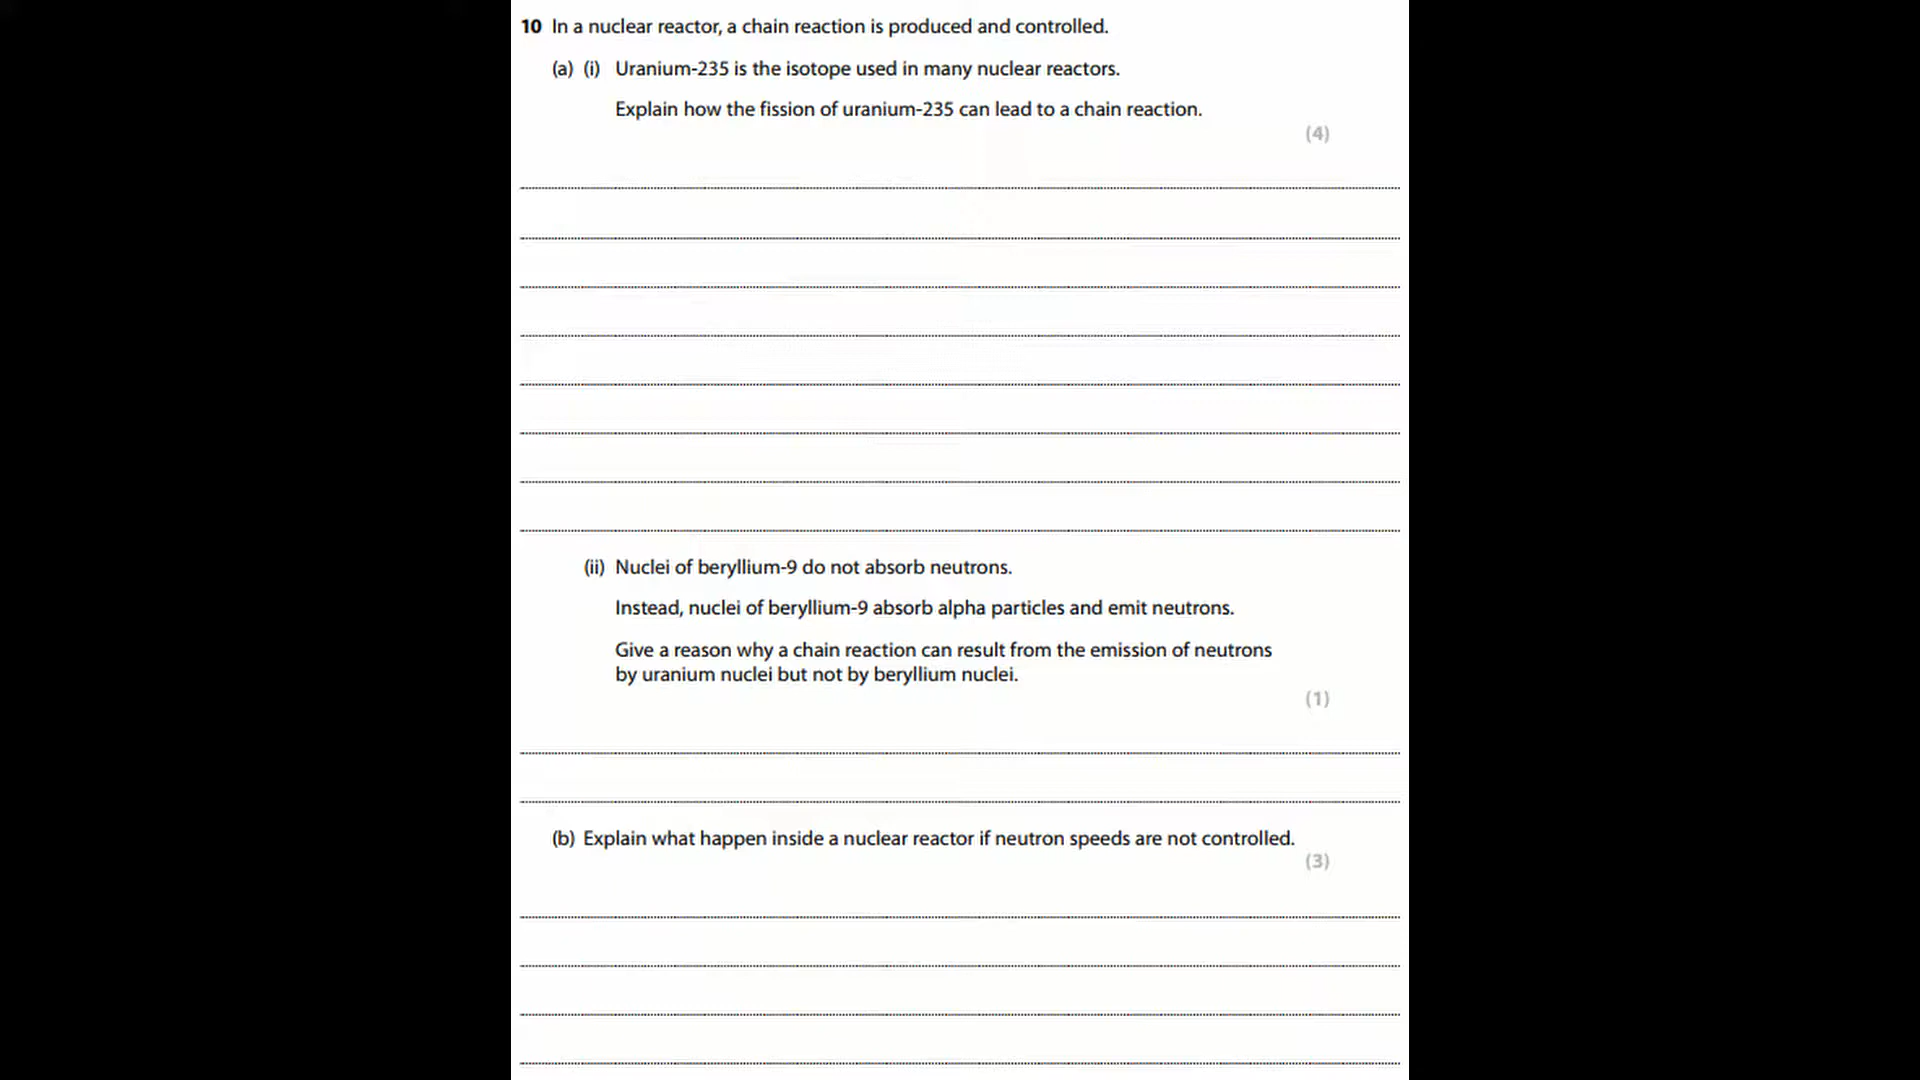 10 In a nuclear reactor, a chain reaction is produced and controlled.
(a) (i) Uranium-235 is the isotope used in many nuclear reactors.
Explain how the fission of uranium-235 can lead to a chain reaction.
(4)
(ii) Nuclei of beryllium-9 do not absorb neutrons.
Instead, nuclei of beryllium-9 absorb alpha particles and emit neutrons.
Give a reason why a chain reaction can result from the emission of neutrons
by uranium nuclei but not by beryllium nuclei.
(1)
(b) Explain what happen inside a nuclear reactor if neutron speeds are not controlled.
(3)